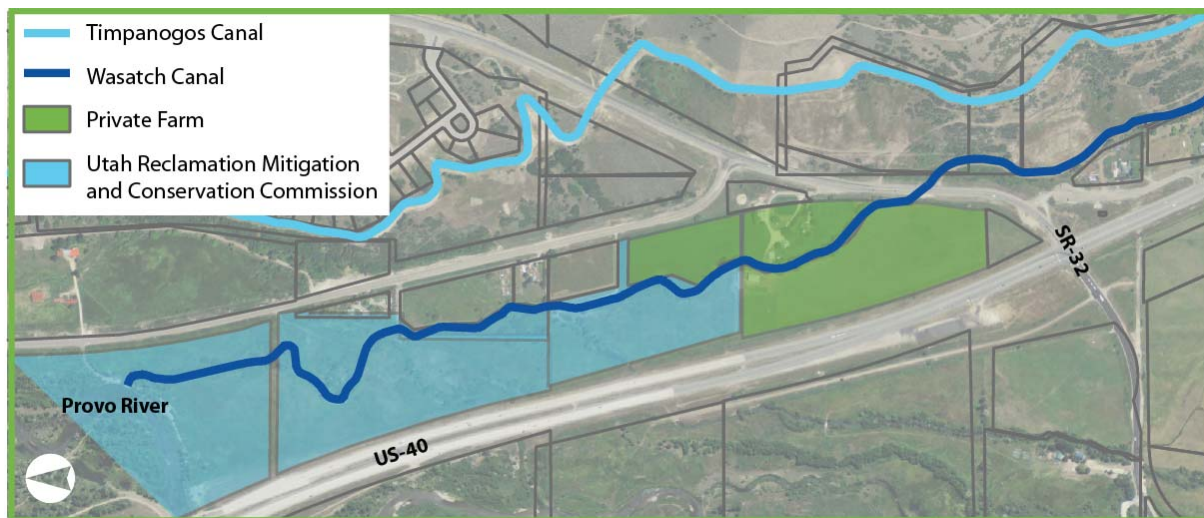 Timpanogos Canal
Wasatch Canal
Private Farm
Utah Reclamation Mitigation
and Conservation Commission
SR-32
Provo River
US-40